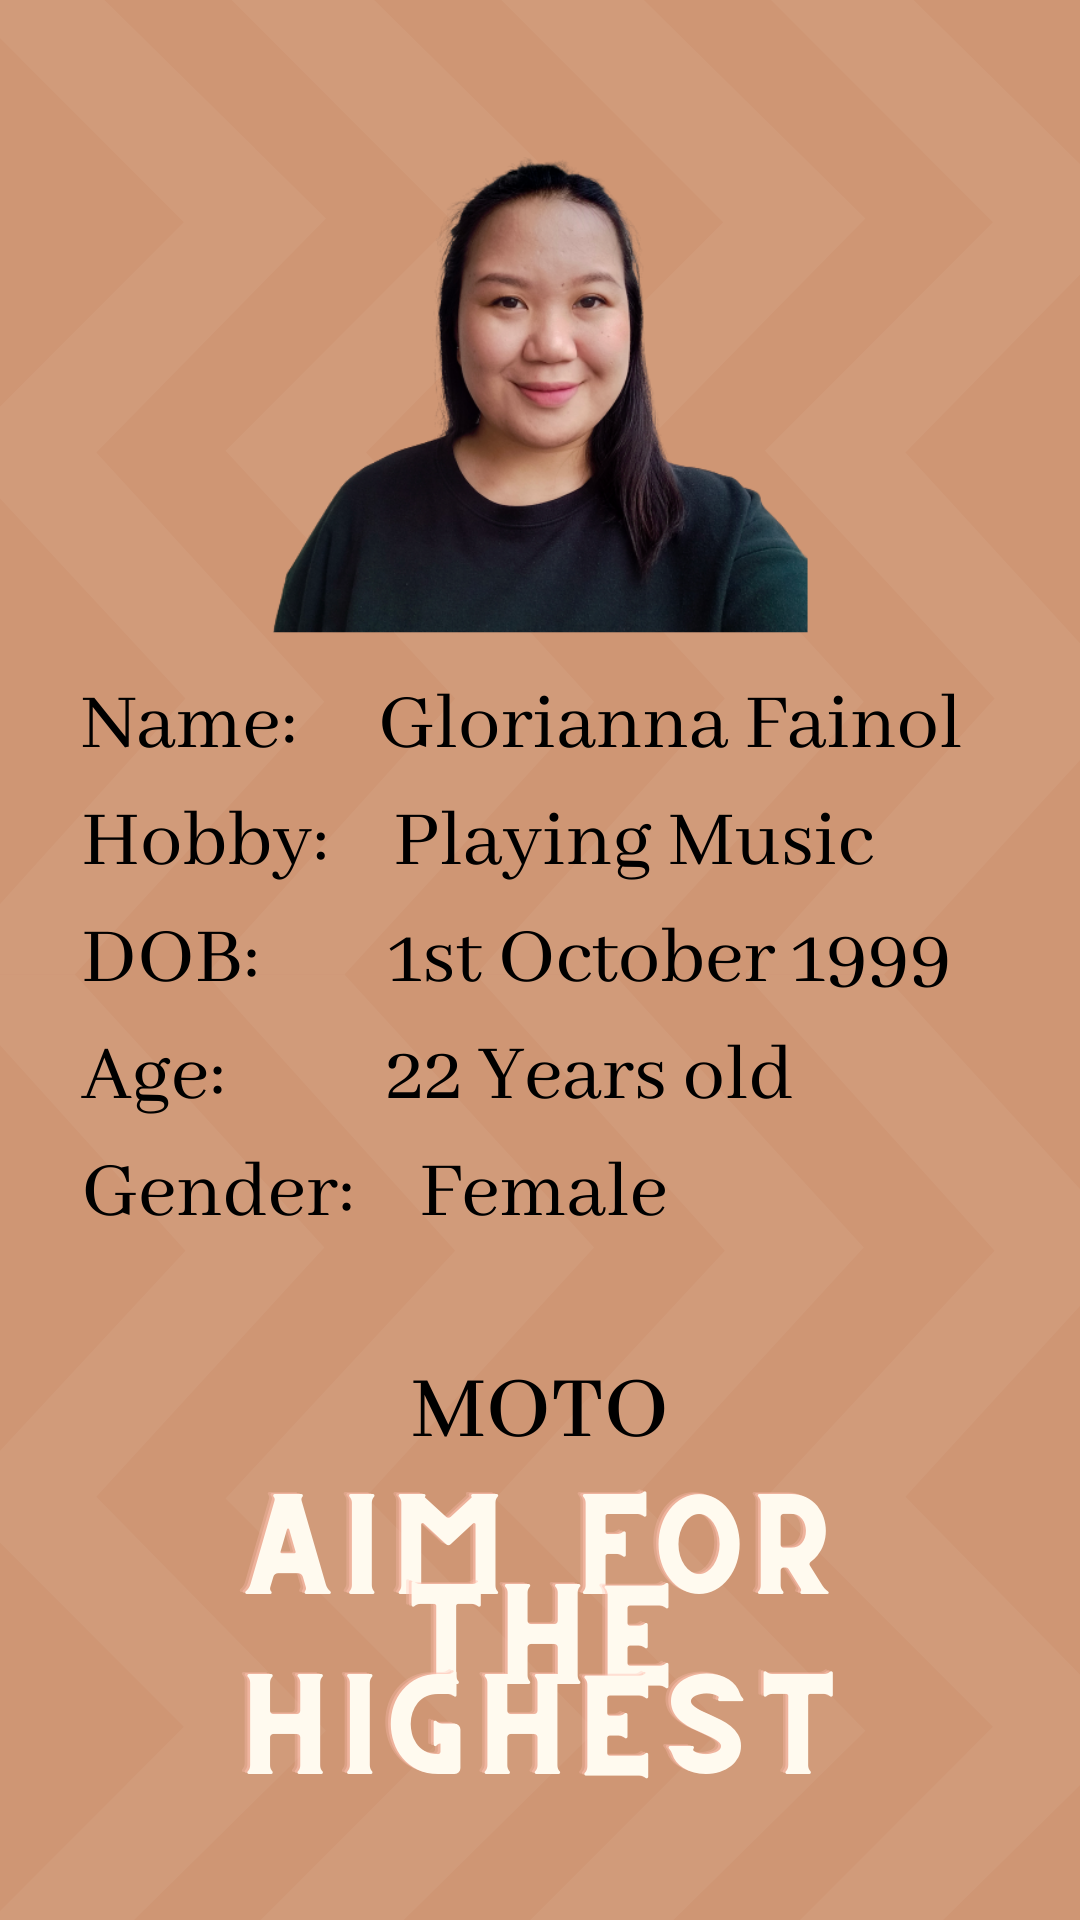 Name: Glorianna Fainol
Hobby: Playing Music
DOB: 1st October 1999
Age: 22 Years old
Gender: Female
MOTO
AIM FOR
THE
HIGHEST